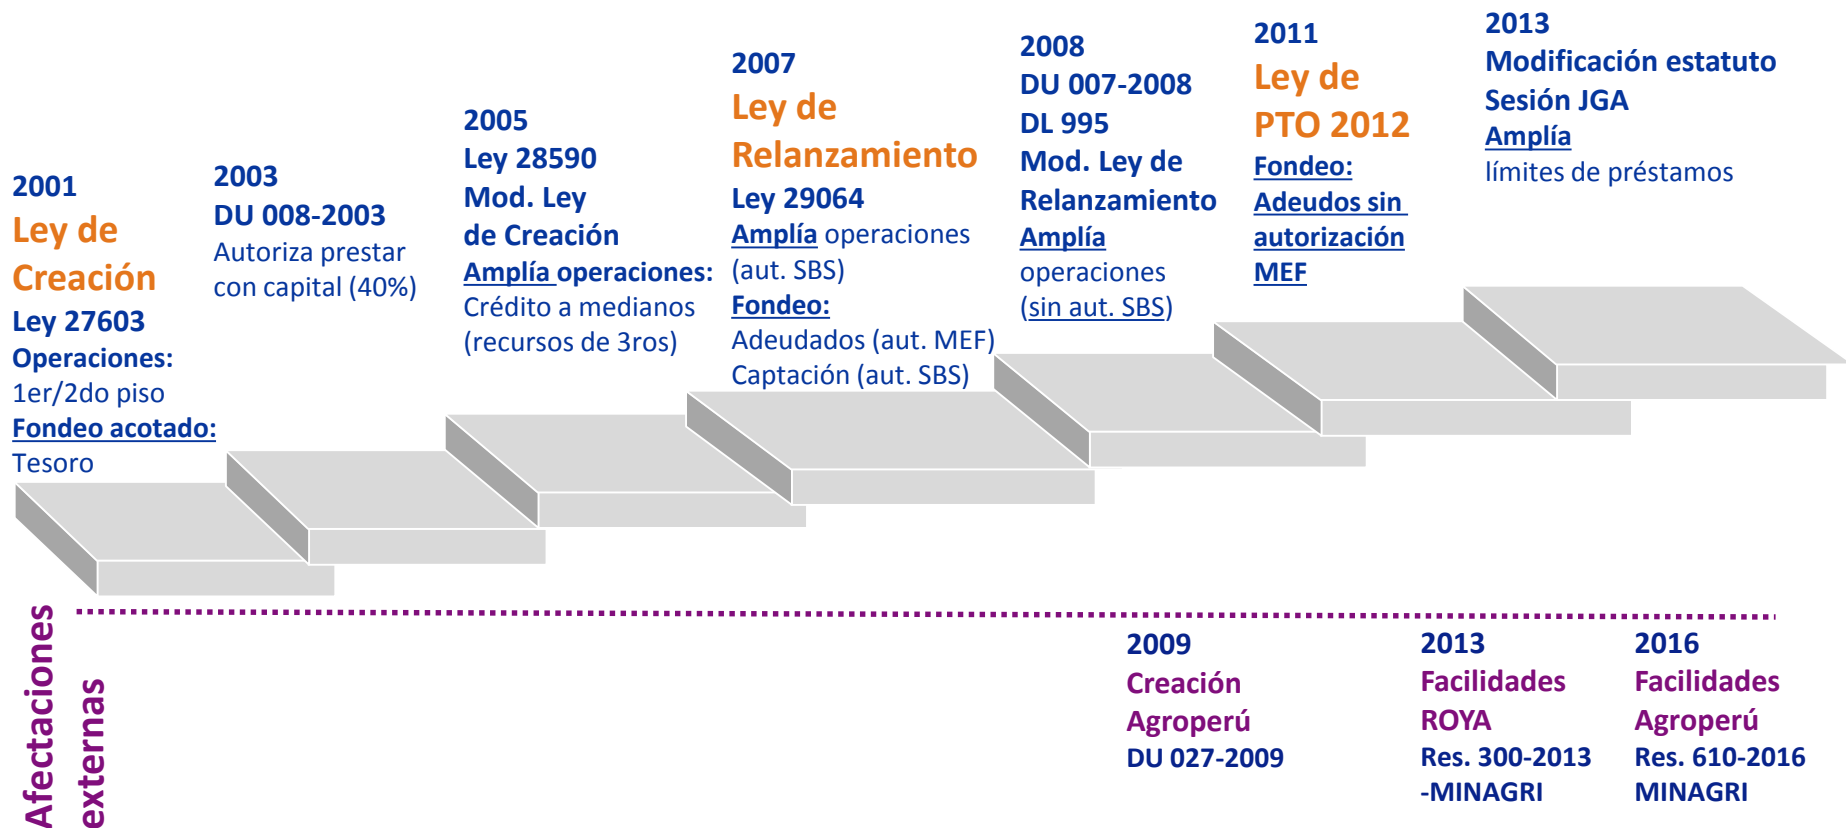 2001
Ley de
Creación
Ley 27603
Operaciones:
1er/2do piso
Fondeo acotado:
Tesoro
2003
DU 008-2003
Autoriza prestar
con capital (40%)
2005
Ley 28590
Mod. Ley
de Creación
Amplía operaciones:
Crédito a medianos
(recursos de 3ros)
2007
Ley de
Relanzamiento
Ley 29064
Amplía operaciones
(aut. SBS)
Fondeo:
Adeudados (aut. MEF)
Captación (aut. SBS)
2008
DU 007-2008
DL 995
Mod. Ley de
Relanzamiento
Amplía
operaciones
(sin aut. SBS)
2011
Ley de
PTO 2012
Fondeo:
Adeudos sin
autorización
MEF
2013
Modificación estatuto
Sesión JGA
Amplía
límites de préstamos
Afectaciones
externas
2009
Creación
Agroperú
DU 027-2009
2013
Facilidades
ROYA
Res. 300-2013
-MINAGRI
2016
Facilidades
Agroperú
Res. 610-2016
MINAGRI